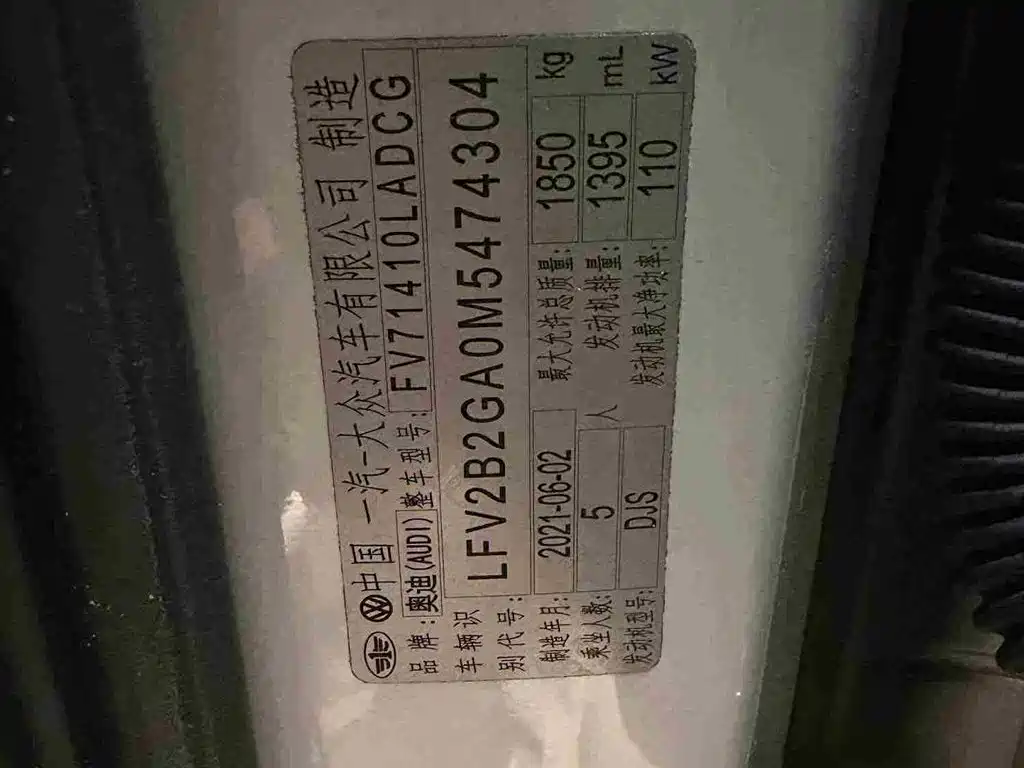 中国 一汽-大众汽车有限公司 制造
品牌: 奥迪(AUDI) 整车型号: FV71410LADCG
车辆识别代号: LFV2B2GA0M5474304
制造年月: 2021-06-02 最大允许总质量: 1850 kg
乘坐人数: 5 人 发动机排量: 1395 mL
发动机型号: DJS 发动机最大净功率: 110 kW